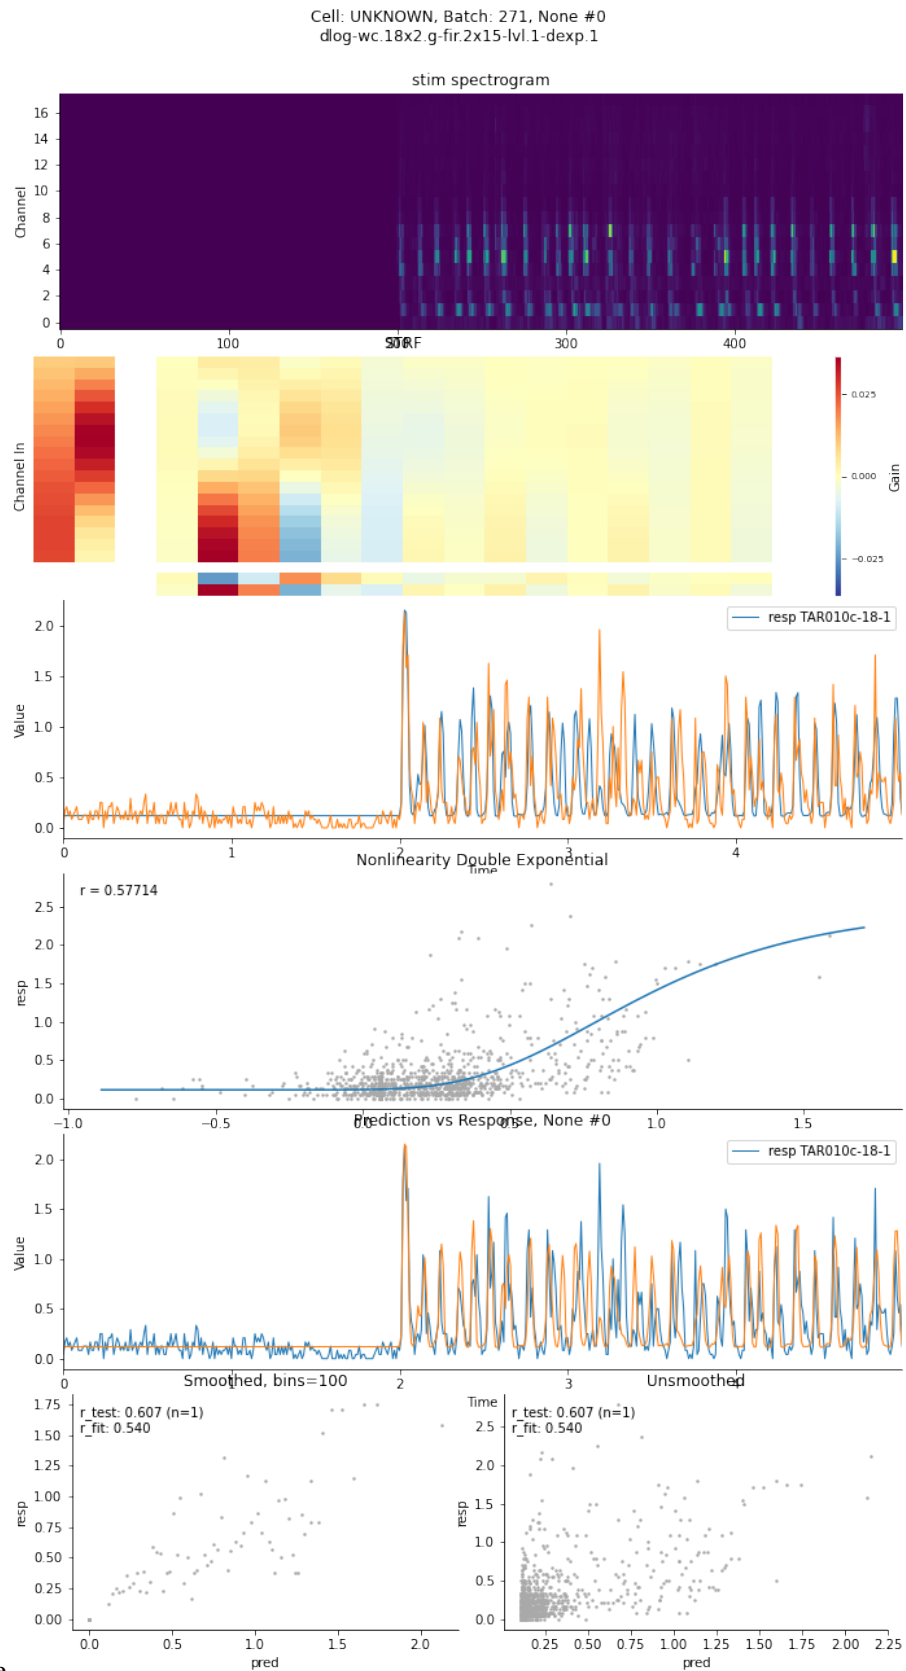 Cell: UNKNOWN, Batch: 271, None #0
dlog-wc.18x2.g-fir.2x15-lvl.1-dexp.1
stim spectrogram
16
14
12
10
8
6
4
2
0
Channel
0 100 300 400
STRF
Channel In
0.025
0.000
−0.025
Gain
resp TAR010c-18-1
2.0
1.5
1.0
0.5
0.0
Value
0 1 2 3 4
Time
Nonlinearity Double Exponential
r = 0.57714
2.5
2.0
1.5
1.0
0.5
0.0
resp
−1.0 −0.5 0.0 0.5 1.0 1.5
Prediction vs Response, None #0
resp TAR010c-18-1
2.0
1.5
1.0
0.5
0.0
Value
0 1 2 3 4
Time
Smoothed, bins=100
r_test: 0.607 (n=1)
r_fit: 0.540
1.75
1.50
1.25
1.00
0.75
0.50
0.25
0.00
resp
0.0 0.5 1.0 1.5 2.0
pred
Unsmoothed
r_test: 0.607 (n=1)
r_fit: 0.540
2.5
2.0
1.5
1.0
0.5
0.0
resp
0.25 0.50 0.75 1.00 1.25 1.50 1.75 2.00 2.25
pred